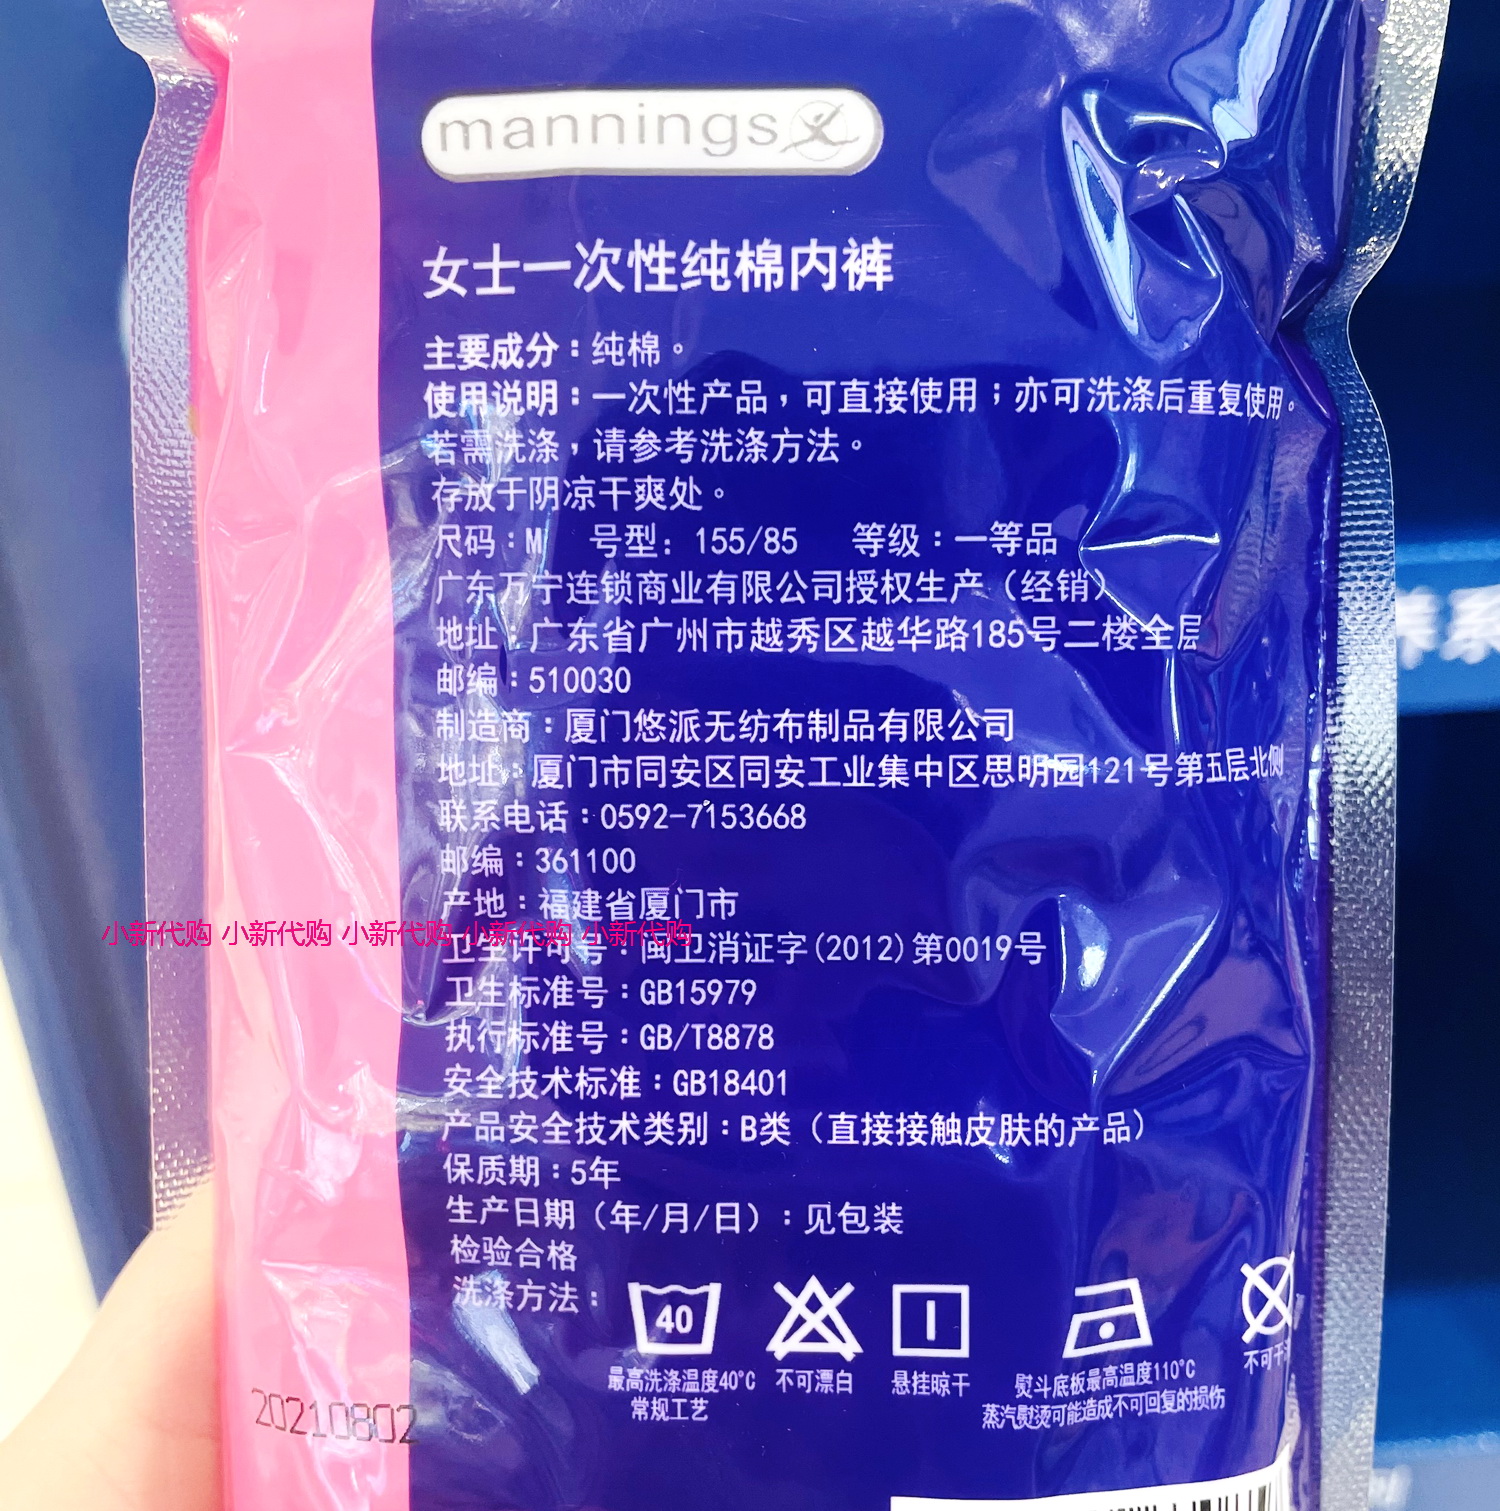 mannings
女士一次性纯棉内裤
主要成分：纯棉。
使用说明：一次性产品，可直接使用；亦可洗涤后重复使用。
若需洗涤，请参考洗涤方法。
存放于阴凉干爽处。
尺码：M 号型：155/85 等级：一等品
广东万宁连锁商业有限公司授权生产（经销）
地址：广东省广州市越秀区越华路185号二楼全层
邮编：510030
制造商：厦门悠派无纺布制品有限公司
地址：厦门市同安区同安工业集中区思明园121号第五层北侧
联系电话：0592-7153668
邮编：361100
产地：福建省厦门市
小新代购 小新代购 小新代购 小新代购 小新代购
卫生许可号：闽卫消证字(2012)第0019号
卫生标准号：GB15979
执行标准号：GB/T8878
安全技术标准：GB18401
产品安全技术类别：B类（直接接触皮肤的产品）
保质期：5年
生产日期（年/月/日）：见包装
检验合格
洗涤方法：
40
最高洗涤温度40℃
常规工艺
不可漂白
悬挂晾干
熨斗底板最高温度110℃
蒸汽熨烫可能造成不可回复的损伤
不可干
20210802
养系